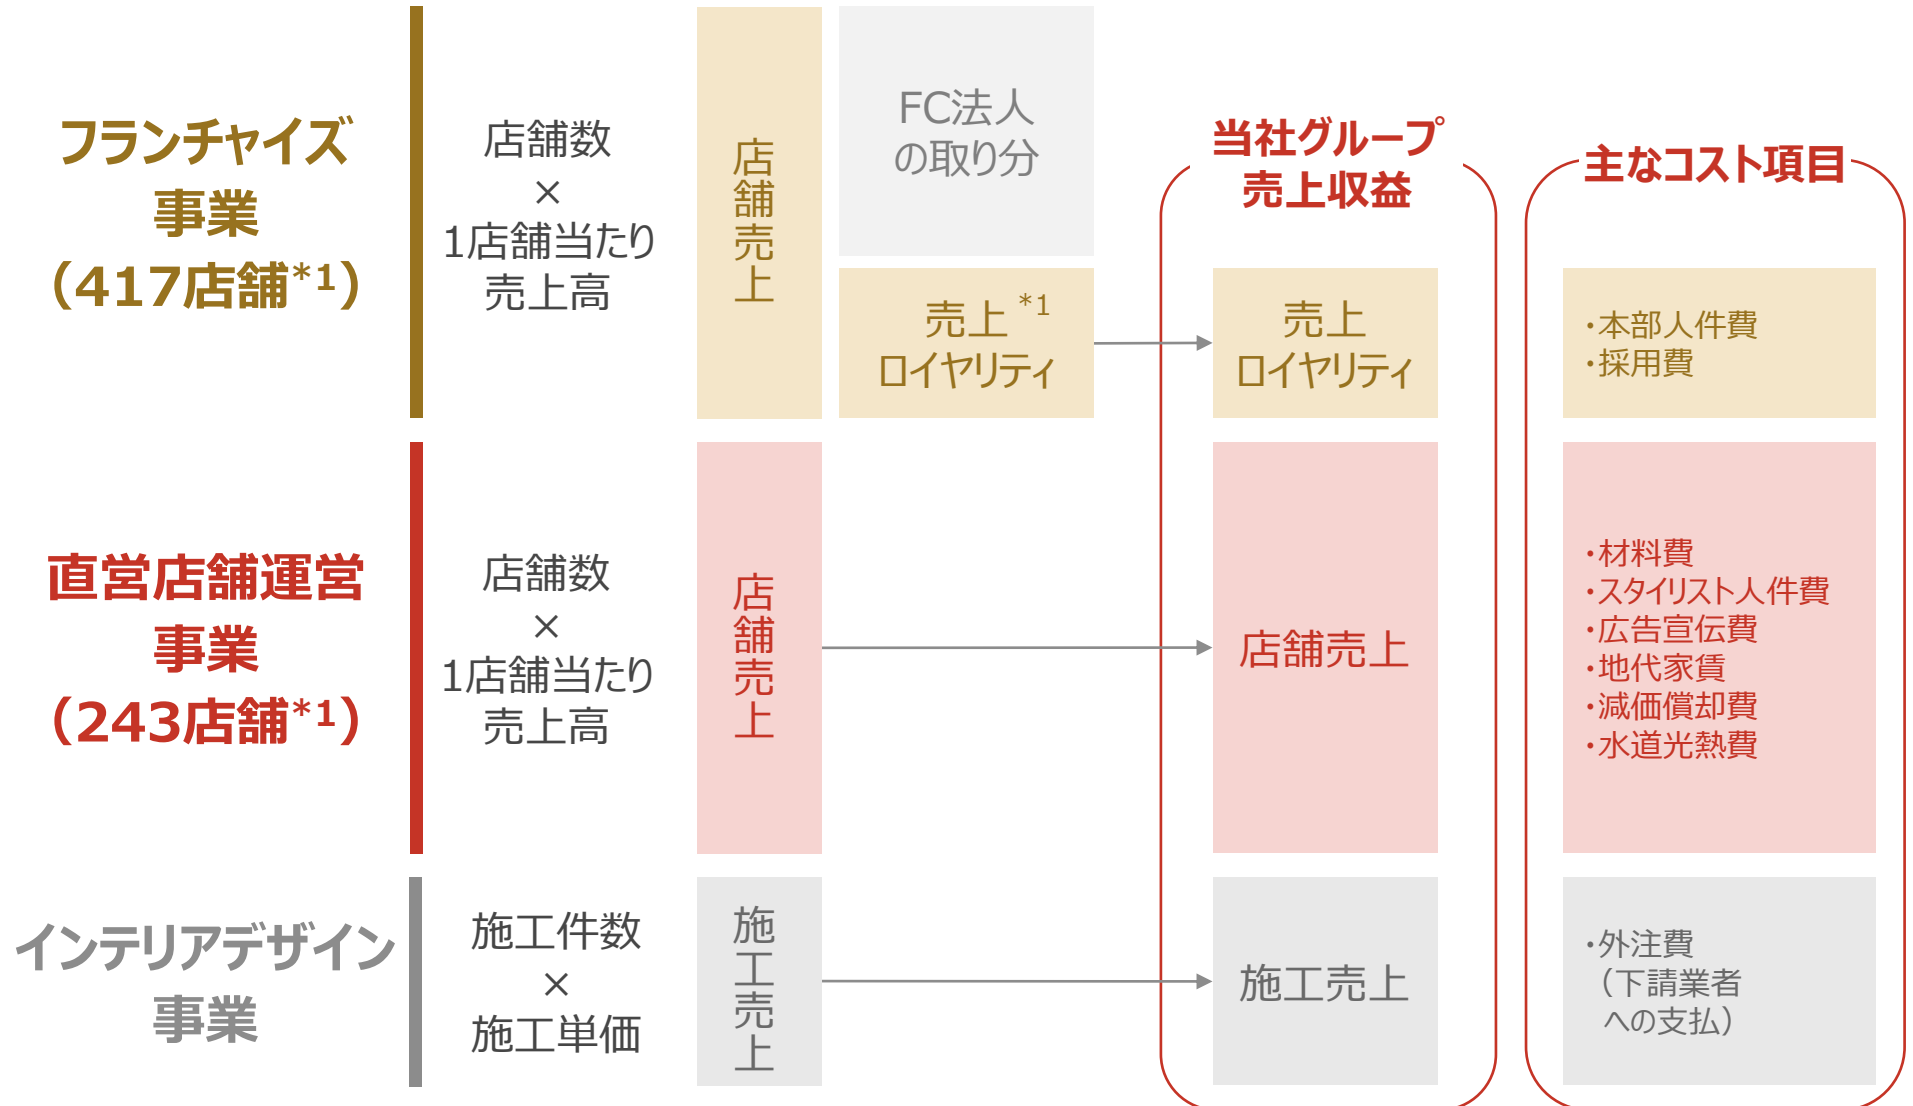 フランチャイズ
事業
（417店舗*1）
店舗数
×
1店舗当たり
売上高
店舗売上
FC法人
の取り分
売上*1
ロイヤリティ
当社グループ
売上収益
売上
ロイヤリティ
主なコスト項目
・本部人件費
・採用費
直営店舗運営
事業
（243店舗*1）
店舗数
×
1店舗当たり
売上高
店舗売上
店舗売上
・材料費
・スタイリスト人件費
・広告宣伝費
・地代家賃
・減価償却費
・水道光熱費
インテリアデザイン
事業
施工件数
×
施工単価
施工売上
施工売上
・外注費
（下請業者
への支払）